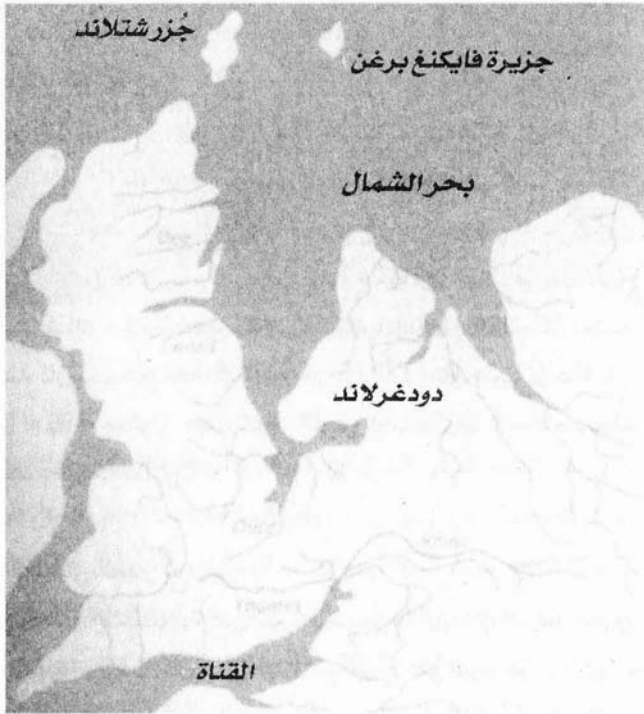 جُزر شتلاند
جزيرة فايكنغ برغن
بحر الشمال
دودغرلاند
القناة